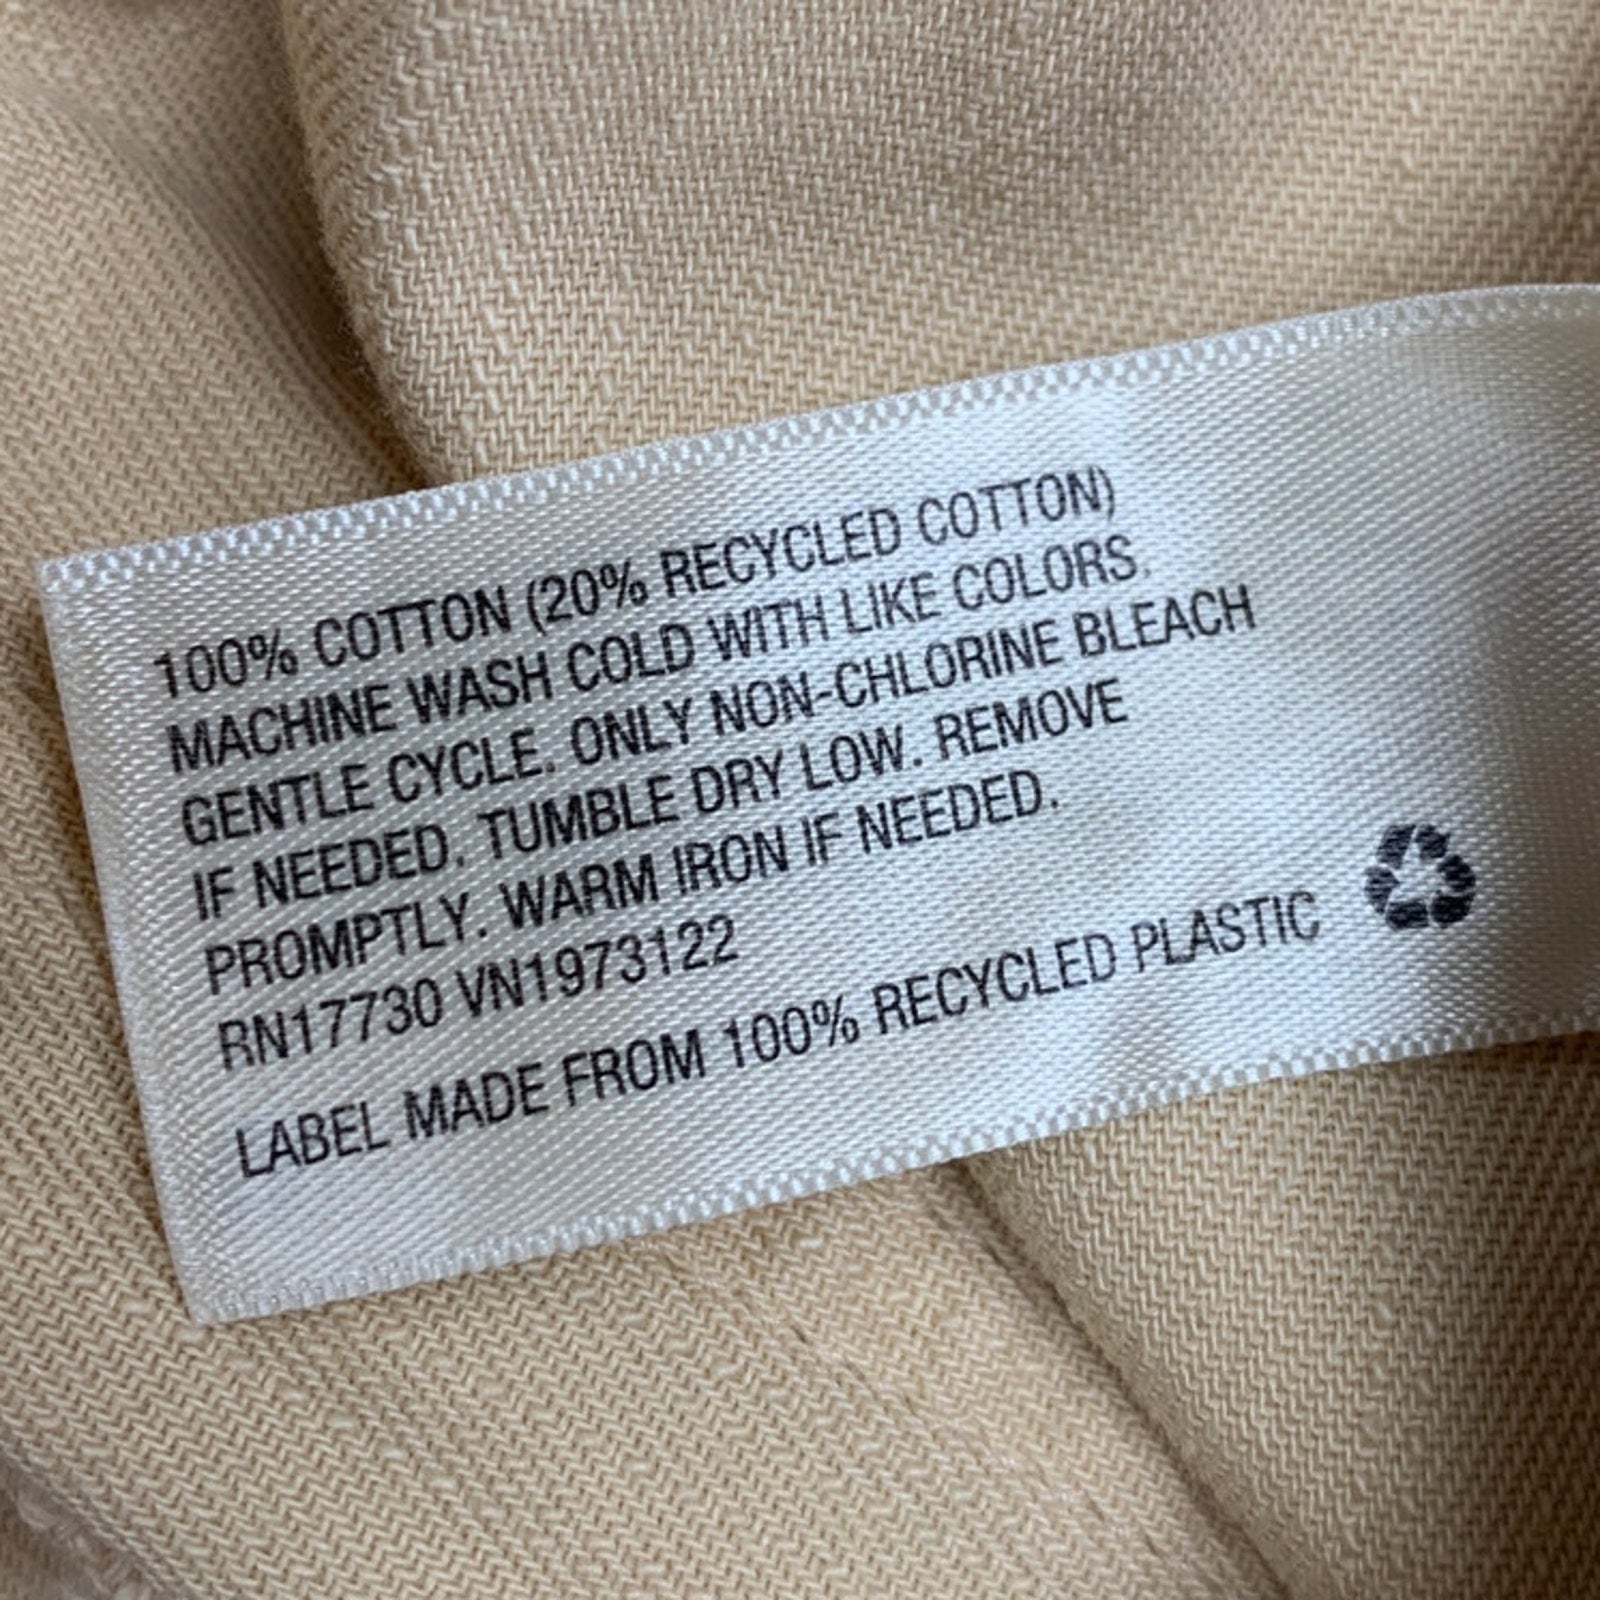 100% COTTON (20% RECYCLED COTTON)
MACHINE WASH COLD WITH LIKE COLORS.
GENTLE CYCLE. ONLY NON-CHLORINE BLEACH
IF NEEDED. TUMBLE DRY LOW. REMOVE
PROMPTLY. WARM IRON IF NEEDED.
RN17730 VN1973122
LABEL MADE FROM 100% RECYCLED PLASTIC